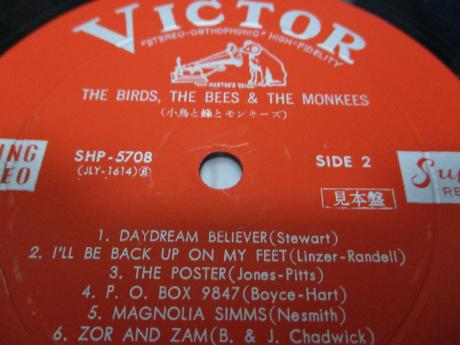 VICTOR
"STEREO-ORTHOPHONIC" HIGH-FIDELITY
"HIS MASTER'S VOICE"
THE BIRDS, THE BEES & THE MONKEES
(小鳥と蜂とモンキーズ)
ING
EO
SHP-5708
(JLY-1614)Ⓑ
SIDE 2
見本盤
RE
1. DAYDREAM BELIEVER(Stewart)
2. I'LL BE BACK UP ON MY FEET(Linzer-Randell)
3. THE POSTER(Jones-Pitts)
4. P. O. BOX 9847(Boyce-Hart)
5. MAGNOLIA SIMMS(Nesmith)
6. ZOR AND ZAM(B. & J. Chadwick)